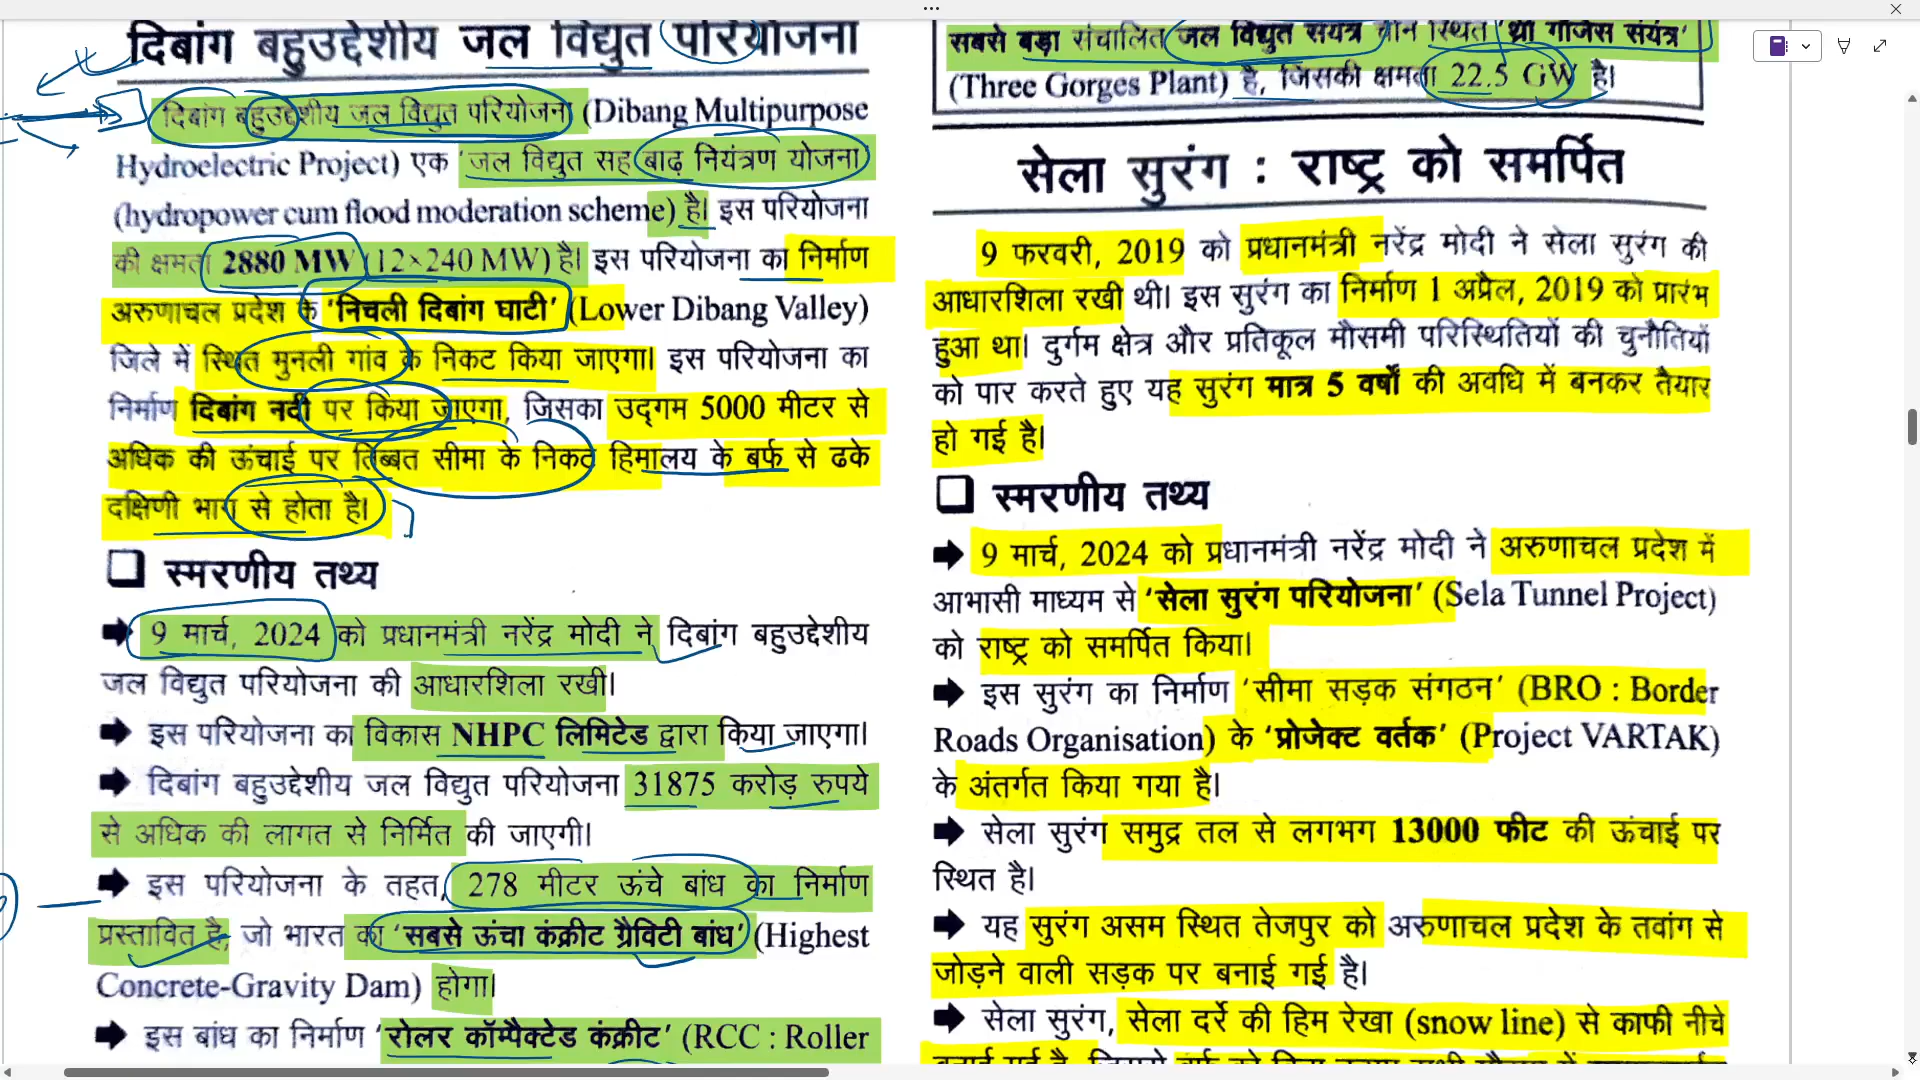 दिबांग बहुउद्देशीय जल विद्युत परियोजना
दिबांग बहुउद्देशीय जल विद्युत परियोजना (Dibang Multipurpose
Hydroelectric Project) एक 'जल विद्युत सह बाढ़ नियंत्रण योजना
(hydropower cum flood moderation scheme) है। इस परियोजना
की क्षमता 2880 MW (12×240 MW) है। इस परियोजना का निर्माण
अरुणाचल प्रदेश के 'निचली दिबांग घाटी' (Lower Dibang Valley)
जिले में स्थित मुनली गांव के निकट किया जाएगा। इस परियोजना का
निर्माण दिबांग नदी पर किया जाएगा, जिसका उद्गम 5000 मीटर से
अधिक की ऊंचाई पर तिब्बत सीमा के निकट हिमालय के बर्फ से ढके
दक्षिणी भाग से होता है।
स्मरणीय तथ्य
9 मार्च, 2024 को प्रधानमंत्री नरेंद्र मोदी ने दिबांग बहुउद्देशीय
जल विद्युत परियोजना की आधारशिला रखी।
इस परियोजना का विकास NHPC लिमिटेड द्वारा किया जाएगा।
दिबांग बहुउद्देशीय जल विद्युत परियोजना 31875 करोड़ रुपये
से अधिक की लागत से निर्मित की जाएगी।
इस परियोजना के तहत, 278 मीटर ऊंचे बांध का निर्माण
प्रस्तावित है, जो भारत का 'सबसे ऊंचा कंक्रीट ग्रैविटी बांध' (Highest
Concrete-Gravity Dam) होगा।
इस बांध का निर्माण 'रोलर कॉम्पैक्टेड कंक्रीट' (RCC : Roller
सबसे बड़ा संचालित जल विद्युत संयंत्र चीन स्थित 'थ्री गॉर्जेस संयंत्र'
(Three Gorges Plant) है, जिसकी क्षमता 22.5 GW है।
सेला सुरंग : राष्ट्र को समर्पित
9 फरवरी, 2019 को प्रधानमंत्री नरेंद्र मोदी ने सेला सुरंग की
आधारशिला रखी थी। इस सुरंग का निर्माण 1 अप्रैल, 2019 को प्रारंभ
हुआ था। दुर्गम क्षेत्र और प्रतिकूल मौसमी परिस्थितियों की चुनौतियों
को पार करते हुए यह सुरंग मात्र 5 वर्षों की अवधि में बनकर तैयार
हो गई है।
स्मरणीय तथ्य
9 मार्च, 2024 को प्रधानमंत्री नरेंद्र मोदी ने अरुणाचल प्रदेश में
आभासी माध्यम से 'सेला सुरंग परियोजना' (Sela Tunnel Project)
को राष्ट्र को समर्पित किया।
इस सुरंग का निर्माण 'सीमा सड़क संगठन' (BRO : Border
Roads Organisation) के 'प्रोजेक्ट वर्तक' (Project VARTAK)
के अंतर्गत किया गया है।
सेला सुरंग समुद्र तल से लगभग 13000 फीट की ऊंचाई पर
स्थित है।
यह सुरंग असम स्थित तेजपुर को अरुणाचल प्रदेश के तवांग से
जोड़ने वाली सड़क पर बनाई गई है।
सेला सुरंग, सेला दर्रे की हिम रेखा (snow line) से काफी नीचे